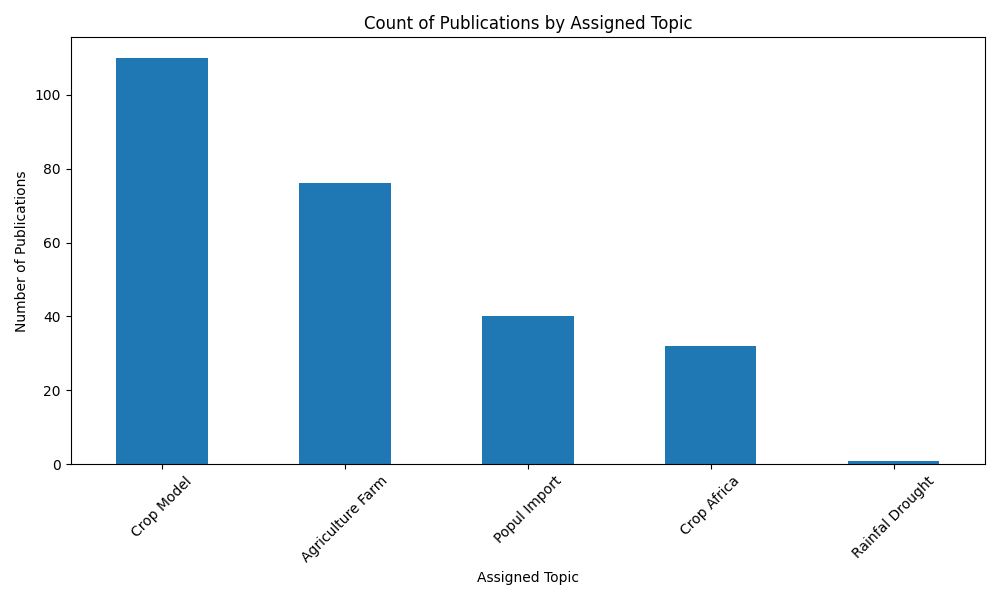 Count of Publications by Assigned Topic
Number of Publications
100
80
60
40
20
0
Crop Model
Agriculture Farm
Popul Import
Crop Africa
Rainfal Drought
Assigned Topic